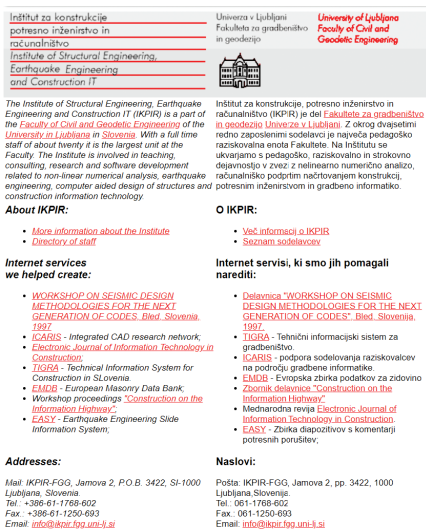 Inštitut za konstrukcije
potresno inženirstvo in
računalništvo
Institute of Structural Engineering,
Earthquake Engineering
and Construction IT
Univerza v Ljubljani
Fakulteta za gradbeništvo
in geodezijo
University of Ljubljana
Faculty of Civil and
Geodetic Engineering
The Institute of Structural Engineering, Earthquake
Engineering and Construction IT (IKPIR) is a part of
the Faculty of Civil and Geodetic Engineering of the
University in Ljubljana in Slovenia. With a full time
staff of about twenty it is the largest unit at the
Faculty. The Institute is involved in teaching,
consulting, research and software development
related to non-linear numerical analysis, earthquake
engineering, computer aided design of structures and
construction information technology.
About IKPIR:
More information about the Institute
Directory of staff
Internet services
we helped create:
WORKSHOP ON SEISMIC DESIGN
METHODOLOGIES FOR THE NEXT
GENERATION OF CODES, Bled, Slovenia,
1997
ICARIS - Integrated CAD research network;
Electronic Journal of Information Technology in
Construction;
TIGRA - Technical Information System for
Construction in SLovenia.
EMDB - European Masonry Data Bank;
Workshop proceedings "Construction on the
Information Highway";
EASY - Earthquake Engineering Slide
Information System;
Addresses:
Mail: IKPIR-FGG, Jamova 2, P.O.B. 3422, SI-1000
Ljubljana, Slovenia.
Tel.: +386-61-1768-602
Fax.: +386-61-1250-693
Email: info@ikpir.fgg.uni-lj.si
Inštitut za konstrukcije, potresno inženirstvo in
računalništvo (IKPIR) je del Fakultete za gradbeništvo
in geodezijo Univerze v Ljubljani. Z okrog dvajsetimi
redno zaposlenimi sodelavci je največja pedagoško
raziskovalna enota Fakultete. Na Inštitutu se
ukvarjamo s pedagoško, raziskovalno in strokovno
dejavnostjo v zvezi z nelinearno numerično analizo,
računalniško podprtim načrtovanjem konstrukcij,
potresnim inženirstvom in gradbeno informatiko.
O IKPIR:
Več informacij o IKPIR
Seznam sodelavcev
Internet servisi, ki smo jih pomagali
narediti:
Delavnica "WORKSHOP ON SEISMIC
DESIGN METHODOLOGIES FOR THE NEXT
GENERATION OF CODES", Bled, Slovenija,
1997.
TIGRA - Tehnični informacijski sistem za
gradbeništvo.
ICARIS - podpora sodelovanja raziskovalcev
na področju gradbene informatike.
EMDB - Evropska zbirka podatkov za zidovino
Zbornik delavnice "Construction on the
Information Highway"
Mednarodna revija Electronic Journal of
Information Technology in Construction.
EASY - Zbirka diapozitivov s komentarji
potresnih porušitev;
Naslovi:
Pošta: IKPIR-FGG, Jamova 2, pp. 3422, 1000
Ljubljana,Slovenija.
Tel.: 061-1768-602
Fax.: 061-1250-693
Email: info@ikpir.fgg.uni-lj.si